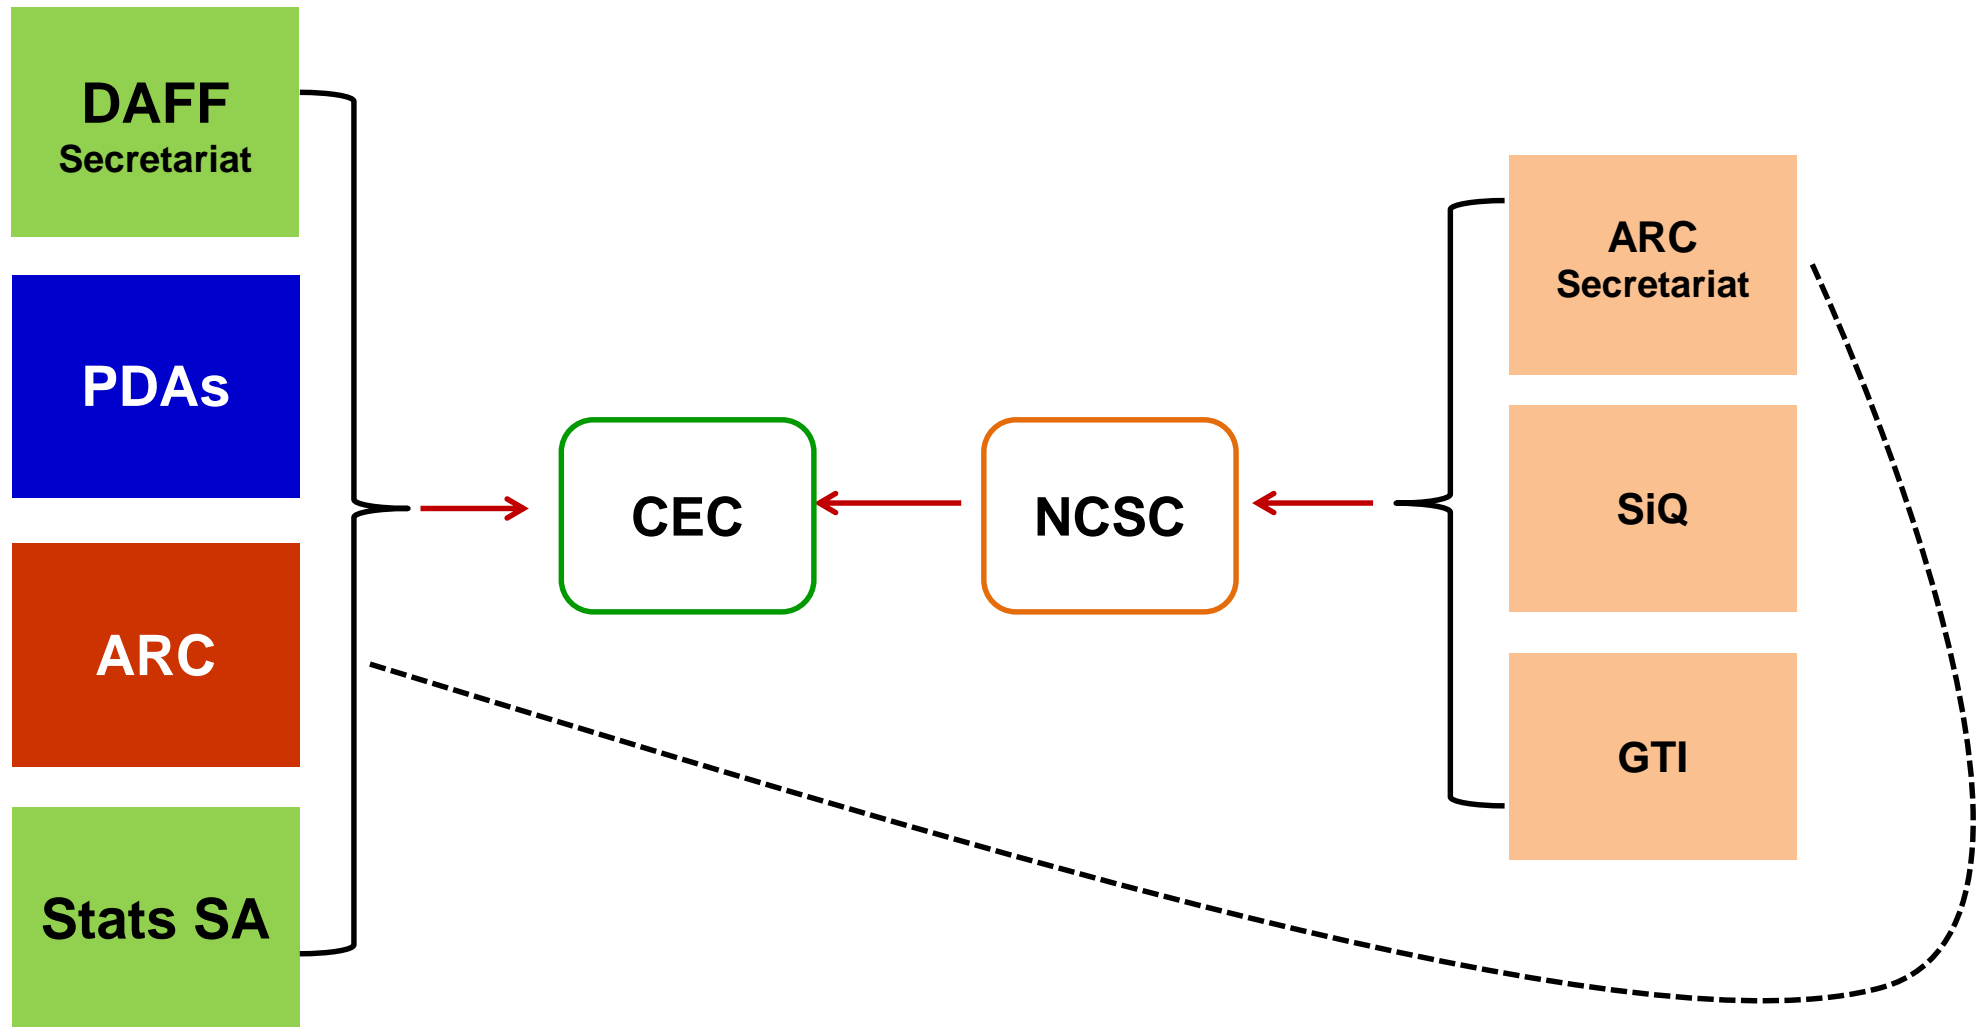 DAFF
Secretariat
PDAs
ARC
Stats SA
CEC
NCSC
ARC
Secretariat
SiQ
GTI